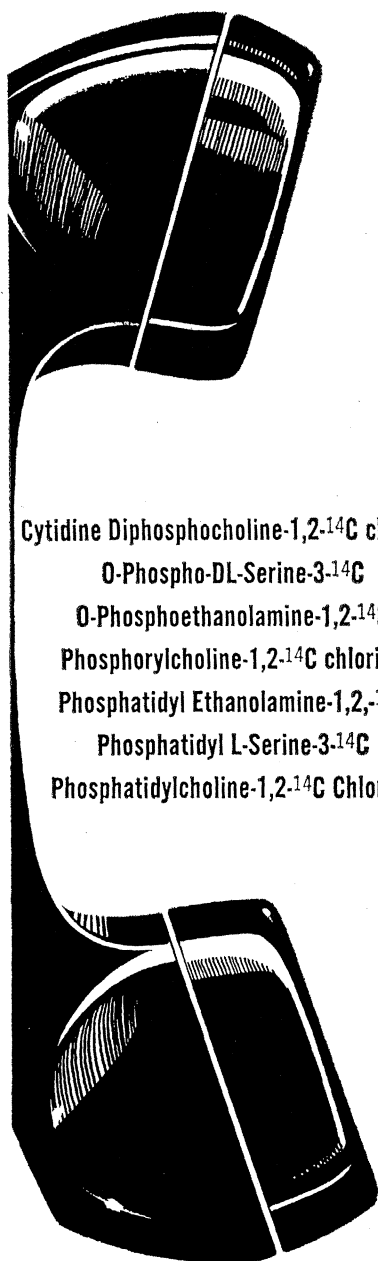 Cytidine Diphosphocholine-1,2-¹⁴C
O-Phospho-DL-Serine-3-¹⁴C
O-Phosphoethanolamine-1,2-
Phosphorylcholine-1,2-¹⁴C
Phosphatidyl Ethanolamine-1,2,-
Phosphatidyl L-Serine-3-¹⁴C
Phosphatidylcholine-1,2-¹⁴C